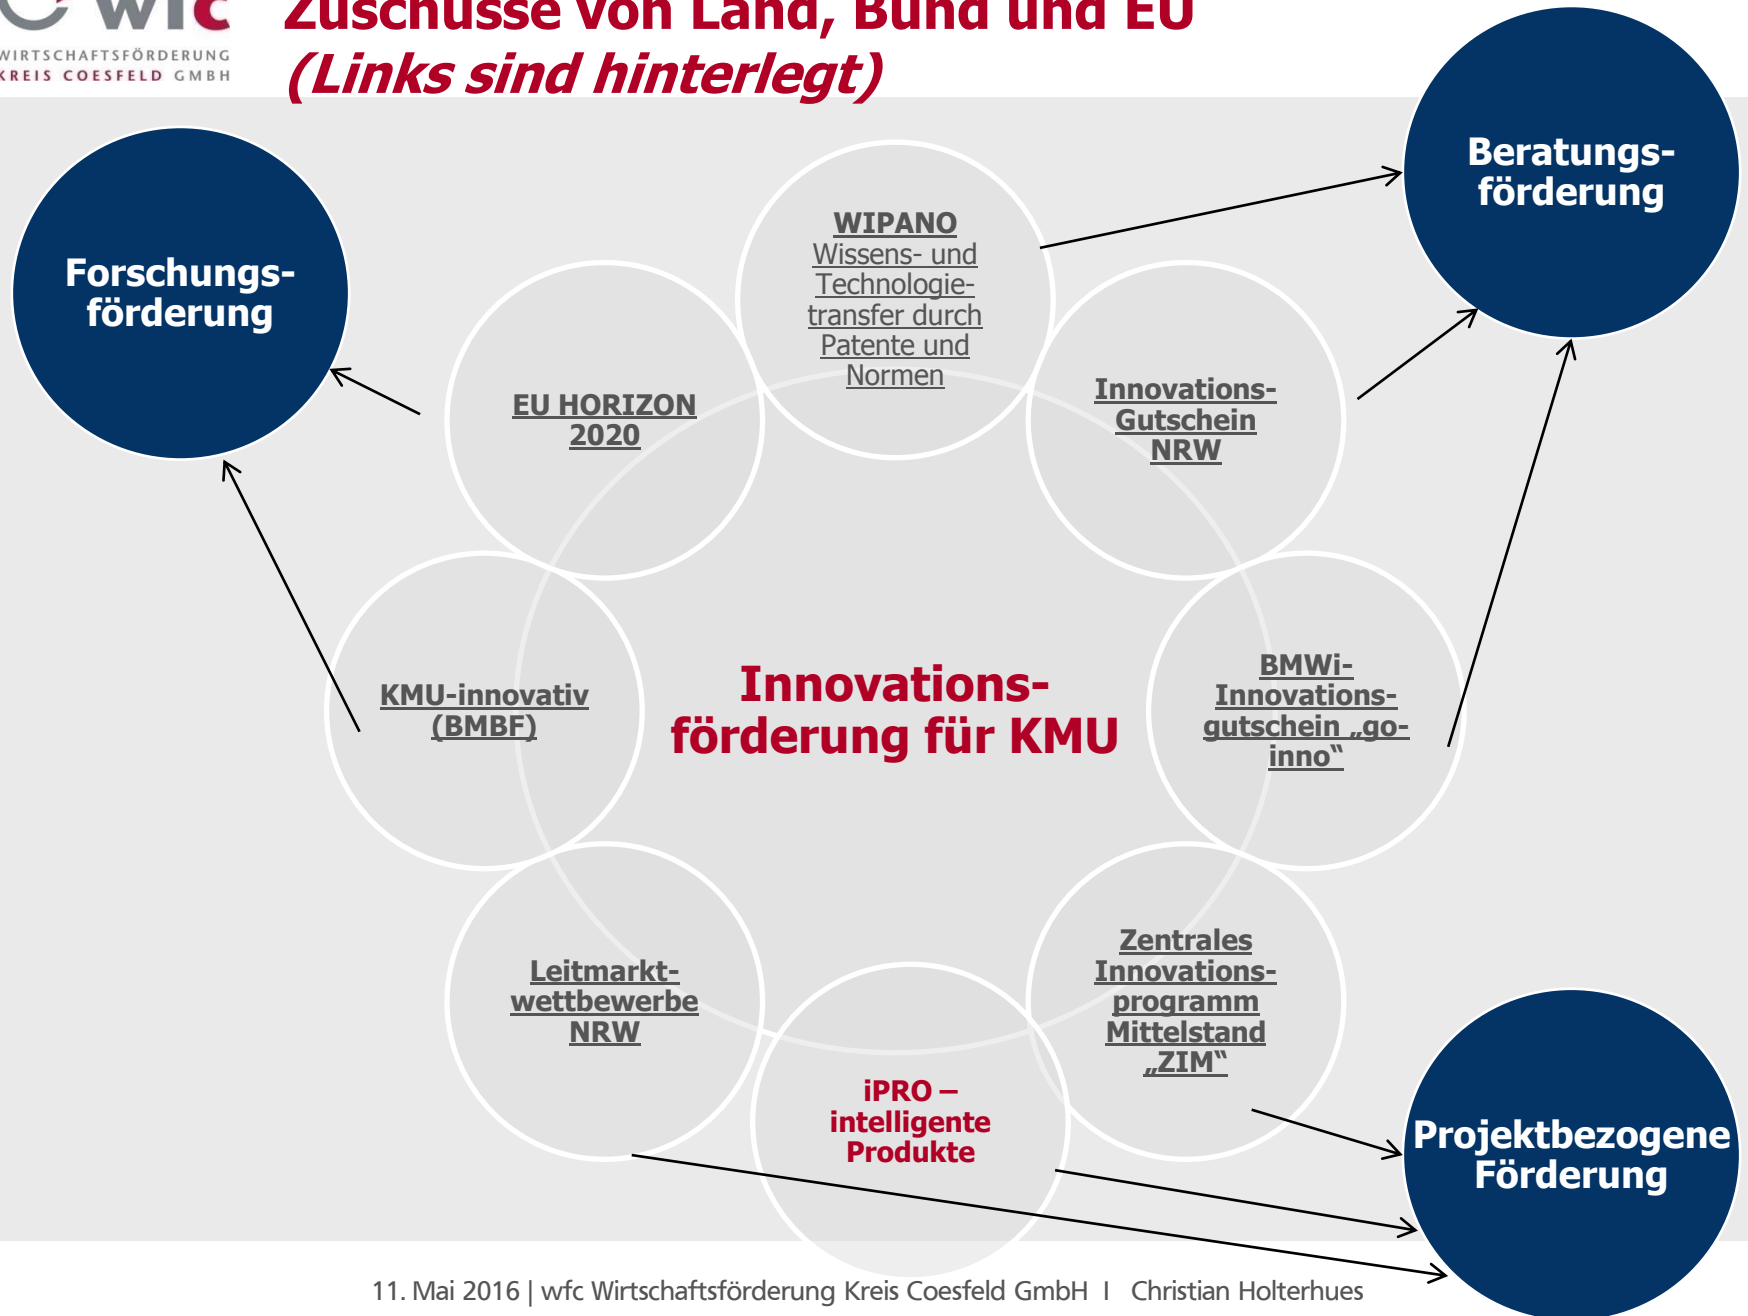 wfc
WIRTSCHAFTSFÖRDERUNG
KREIS COESFELD GMBH
Zuschüsse von Land, Bund und EU
(Links sind hinterlegt)
Forschungs-
förderung
Beratungs-
förderung
WIPANO
Wissens- und
Technologie-
transfer durch
Patente und
Normen
EU HORIZON
2020
Innovations-
Gutschein
NRW
KMU-innovativ
(BMBF)
Innovations-
förderung für KMU
BMWi-
Innovations-
gutschein „go-
inno“
Leitmarkt-
wettbewerbe
NRW
iPRO –
intelligente
Produkte
Zentrales
Innovations-
programm
Mittelstand
„ZIM“
Projektbezogene
Förderung
11. Mai 2016 | wfc Wirtschaftsförderung Kreis Coesfeld GmbH I Christian Holterhues